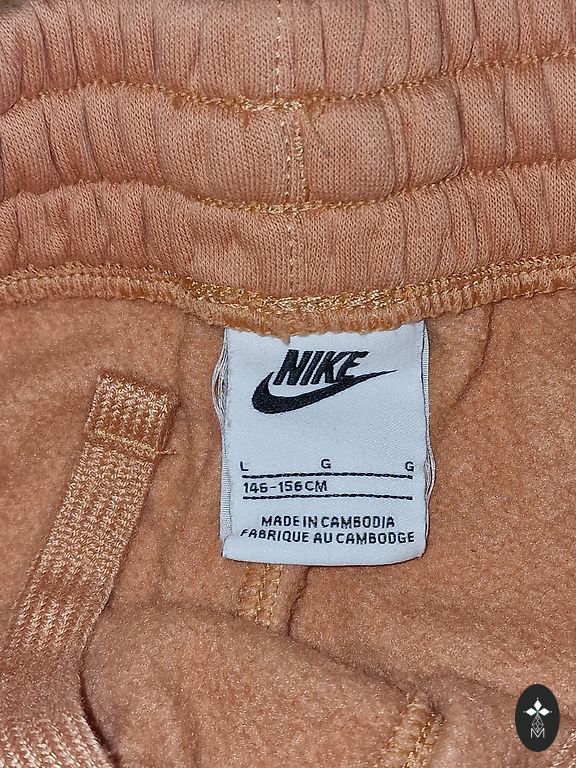 NIKE
L G G
146-156CM
MADE IN CAMBODIA
FABRIQUE AU CAMBODGE
M